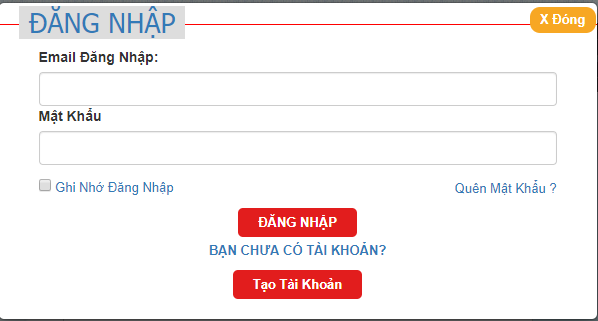 ĐĂNG NHẬP
X Đóng
Email Đăng Nhập:
Mật Khẩu
Ghi Nhớ Đăng Nhập
Quên Mật Khẩu ?
ĐĂNG NHẬP
BẠN CHƯA CÓ TÀI KHOẢN?
Tạo Tài Khoản